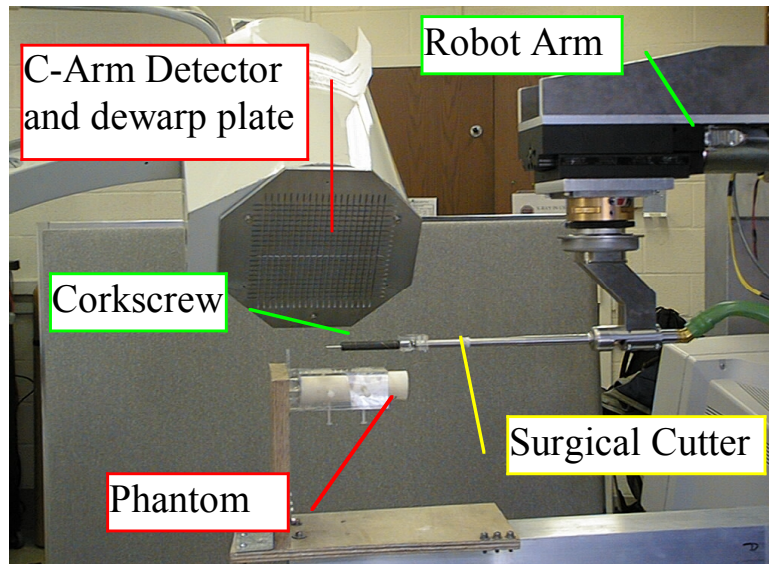 Robot Arm
C-Arm Detector
and dewarp plate
Corkscrew
Surgical Cutter
Phantom